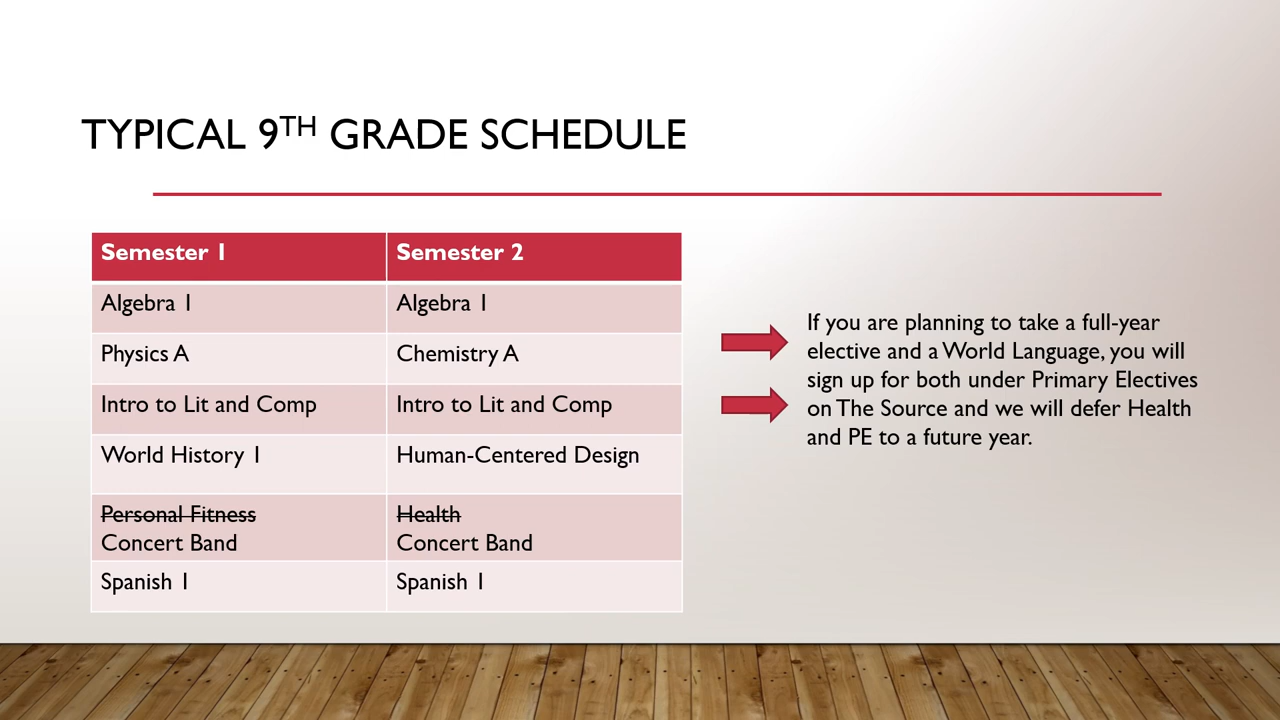 TYPICAL 9TH GRADE SCHEDULE
Semester 1 Semester 2
Algebra 1 Algebra 1
Physics A Chemistry A
Intro to Lit and Comp Intro to Lit and Comp
World History 1 Human-Centered Design
Personal Fitness Health
Concert Band Concert Band
Spanish 1 Spanish 1
If you are planning to take a full-year
elective and a World Language, you will
sign up for both under Primary Electives
on The Source and we will defer Health
and PE to a future year.